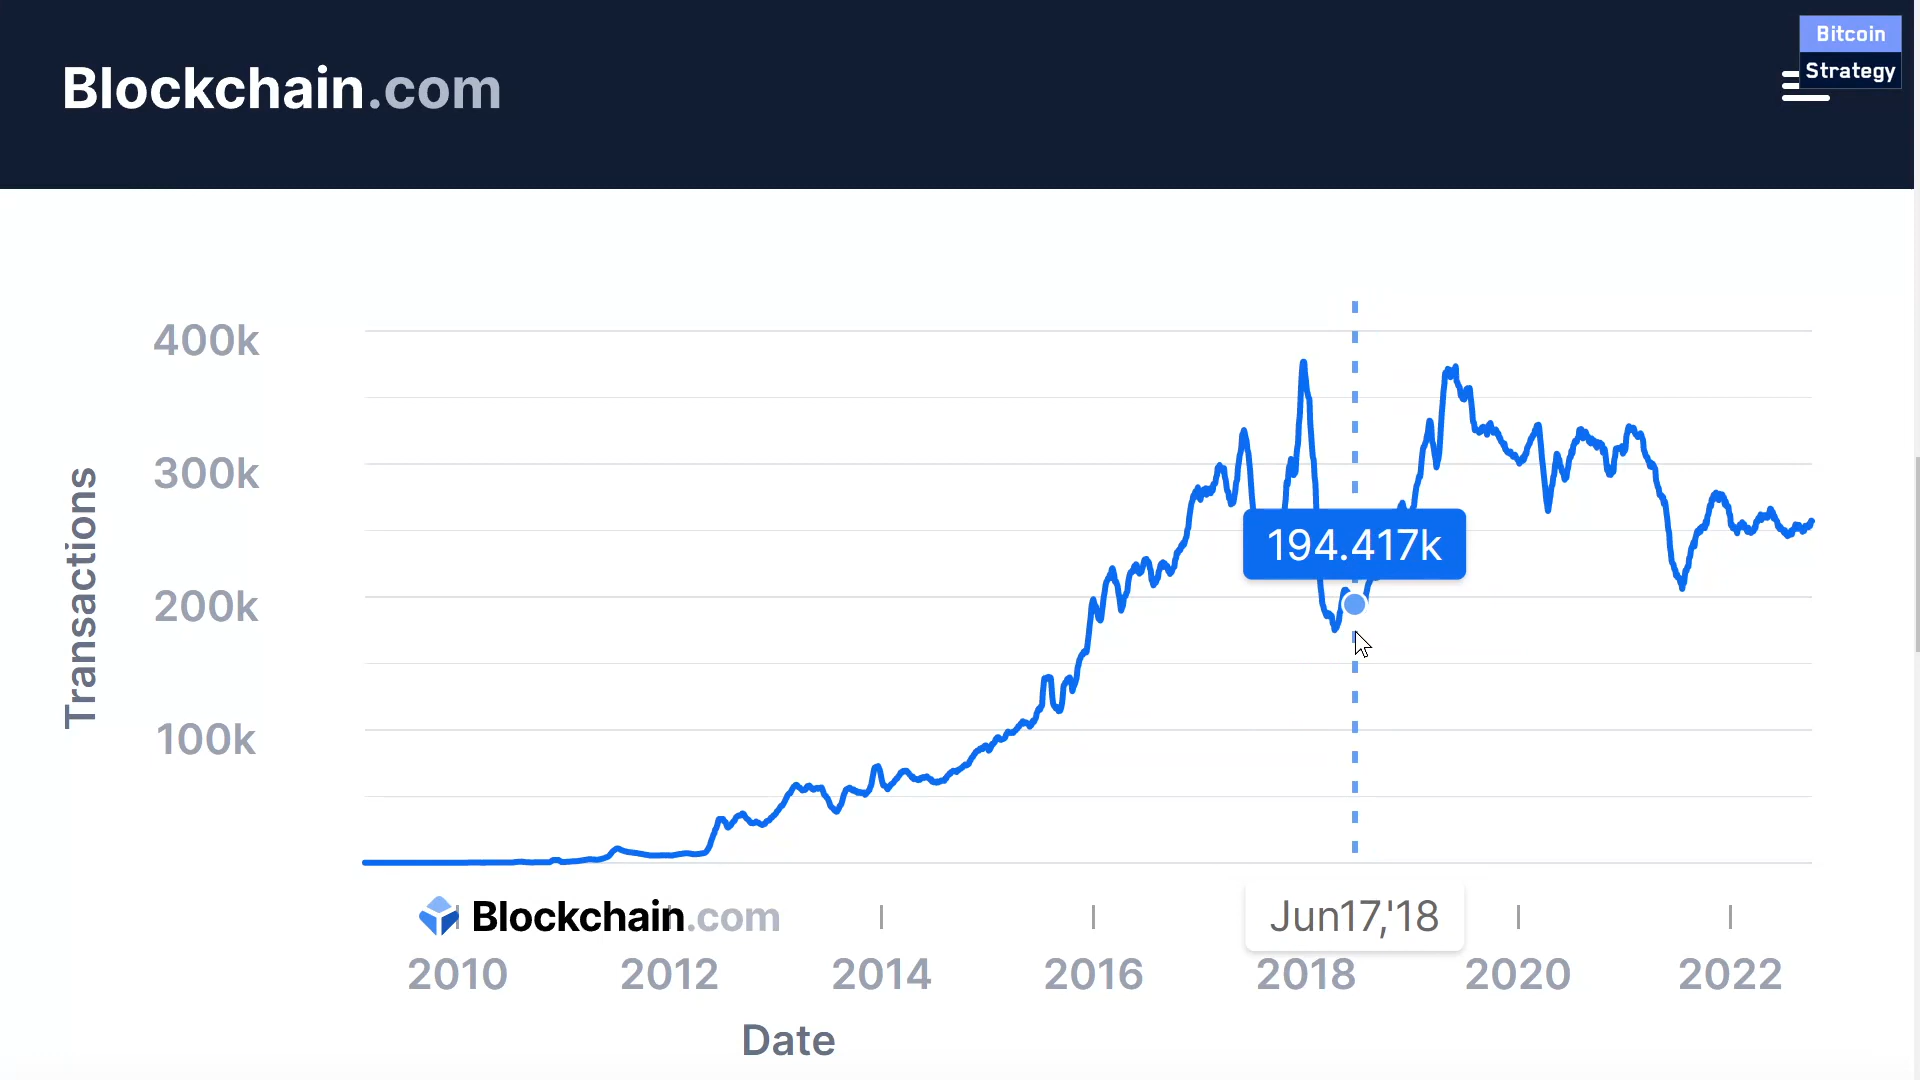 Blockchain.com
Bitcoin
Strategy
400k
300k
200k
100k
Transactions
194.417k
Blockchain.com
Jun17,'18
2010 2012 2014 2016 2018 2020 2022
Date